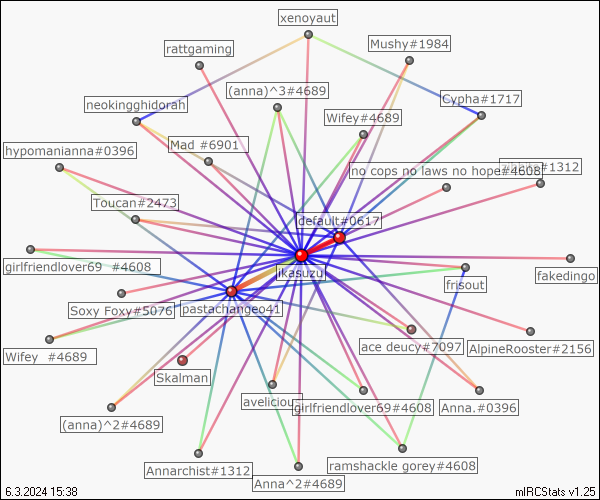 xenoyaut
rattgaming
Mushy#1984
(anna)^3#4689
Cypha#1717
neokingghidorah
Wifey#4689
Mad #6901
hypomanianna#0396
no cops no laws no hope#4608
#1312
Toucan#2473
default#0617
girlfriendlover69 #4608
ikasuzu
fakedingo
frisout
Soxy Foxy#5076
pastachangeo41
Wifey #4689
ace deucy#7097
AlpineRooster#2156
Skalman
(anna)^2#4689
avelicious
girlfriendlover69#4608
Anna.#0396
Annarchist#1312
ramshackle gorey#4608
Anna^2#4689
6.3.2024 15:38
mIRCStats v1.25